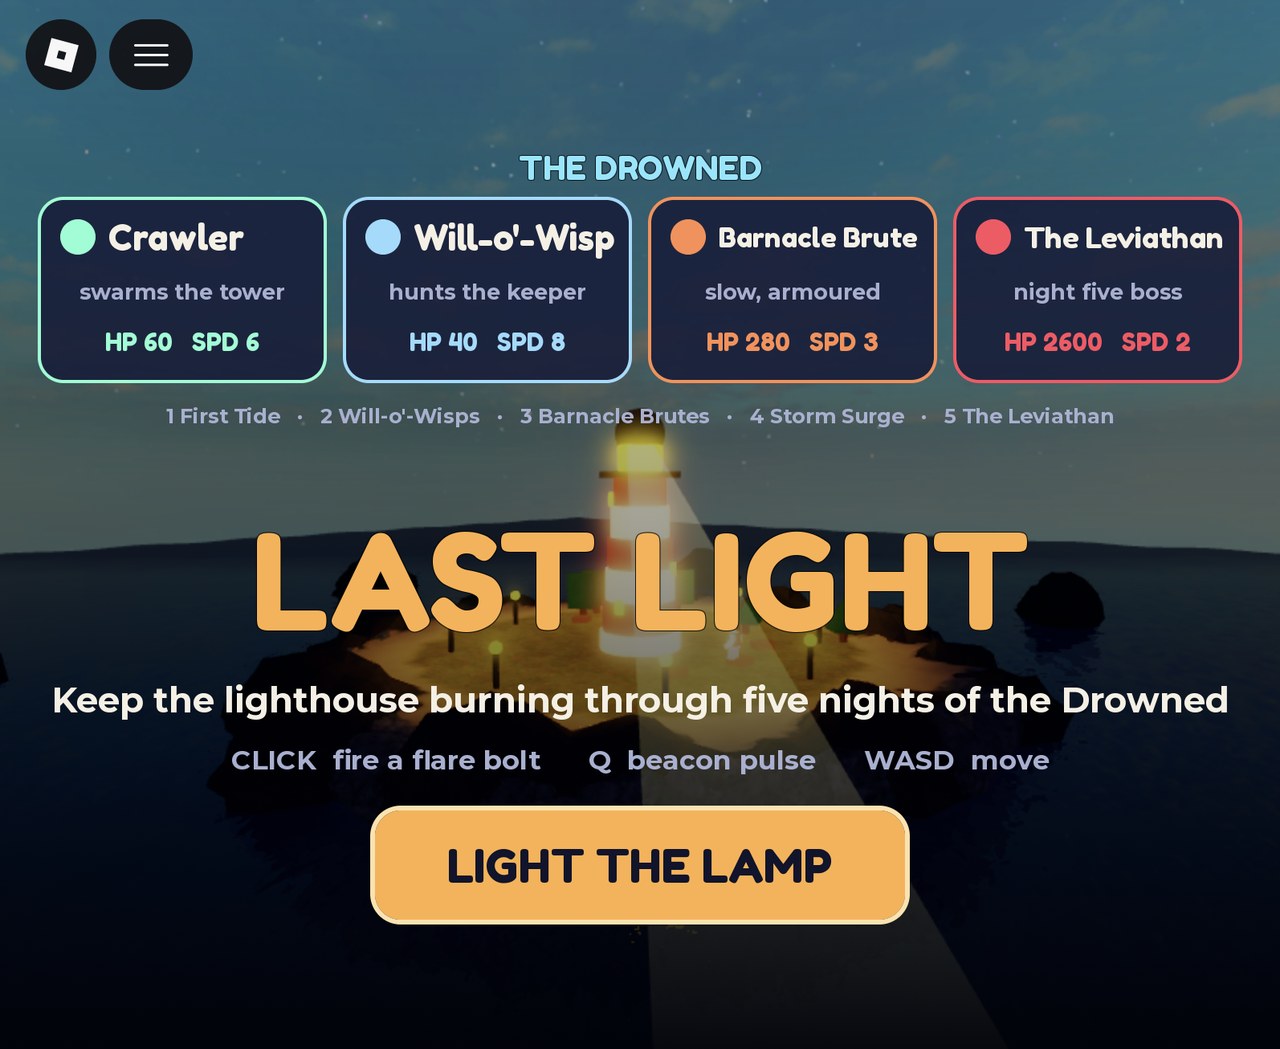 THE DROWNED
Crawler
swarms the tower
HP 60 SPD 6
Will-o'-Wisp
hunts the keeper
HP 40 SPD 8
Barnacle Brute
slow, armoured
HP 280 SPD 3
The Leviathan
night five boss
HP 2600 SPD 2
1 First Tide · 2 Will-o'-Wisps · 3 Barnacle Brutes · 4 Storm Surge · 5 The Leviathan
LAST LIGHT
Keep the lighthouse burning through five nights of the Drowned
CLICK fire a flare bolt Q beacon pulse WASD move
LIGHT THE LAMP